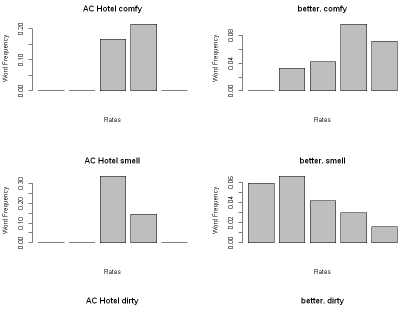 AC Hotel comfy
better. comfy
Word Frequency
0.00
0.10
0.20
Rates
Word Frequency
0.00
0.04
0.08
Rates
AC Hotel smell
better. smell
Word Frequency
0.00
0.10
0.20
0.30
Rates
Word Frequency
0.00
0.02
0.04
0.06
Rates
AC Hotel dirty
better. dirty